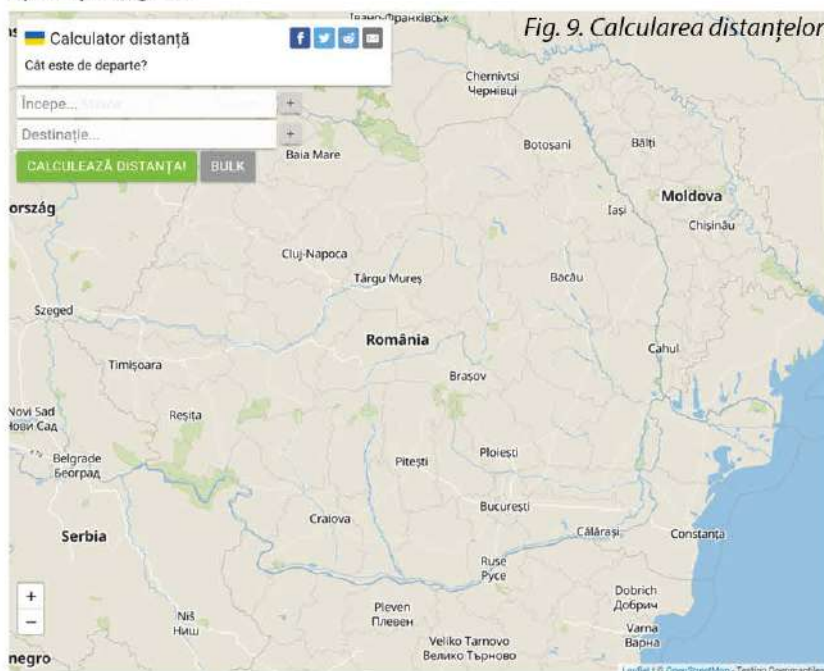 Fig. 9. Calcularea distanțelor
Calculator distanță
Cât este de departe?
Începe...
+
Destinație...
+
CALCULEAZĂ DISTANȚA!
BULK
Chernivtsi
Чернівці
Botoșani
Bălți
Baia Mare
ország
Moldova
Iași
Chișinău
Cluj-Napoca
Târgu Mureș
Bacău
Szeged
România
Cahul
Timișoara
Brașov
Novi Sad
Нови Сад
Reșița
Belgrade
Београд
Pitești
Ploiești
București
Craiova
Serbia
Călărași
Constanța
Ruse
Русе
+
−
Niš
Ниш
Pleven
Плевен
Dobrich
Добрич
Veliko Tarnovo
Велико Търново
Varna
Варна
negro